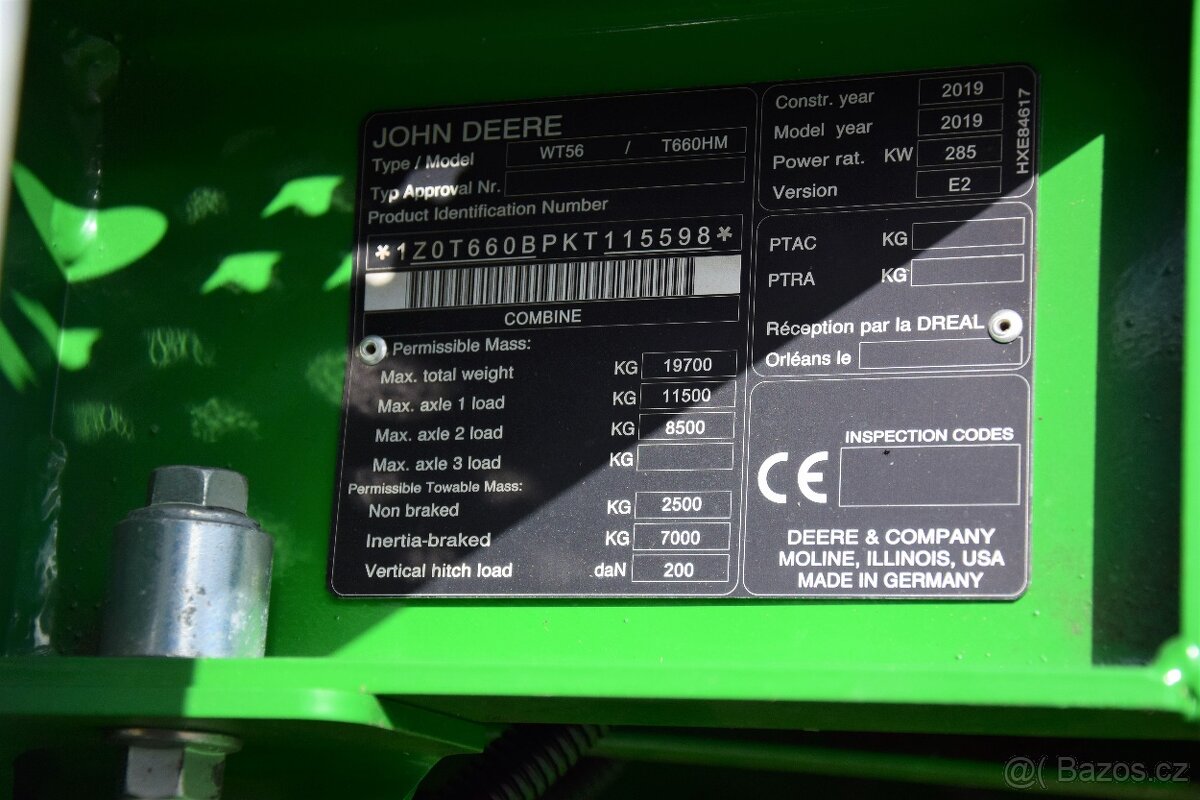 JOHN DEERE
Type / Model WT56 / T660HM
Typ Approval Nr.
Product Identification Number
*1Z0T660BPKT115598*
COMBINE
Permissible Mass:
Max. total weight KG 19700
Max. axle 1 load KG 11500
Max. axle 2 load KG 8500
Max. axle 3 load KG
Permissible Towable Mass:
Non braked KG 2500
Inertia-braked KG 7000
Vertical hitch load daN 200
Constr. year 2019
Model year 2019
Power rat. KW 285
Version E2
HXE84617
PTAC KG
PTRA KG
Réception par la DREAL
Orléans le
INSPECTION CODES
CE
DEERE & COMPANY
MOLINE, ILLINOIS, USA
MADE IN GERMANY
@( Bazos.cz